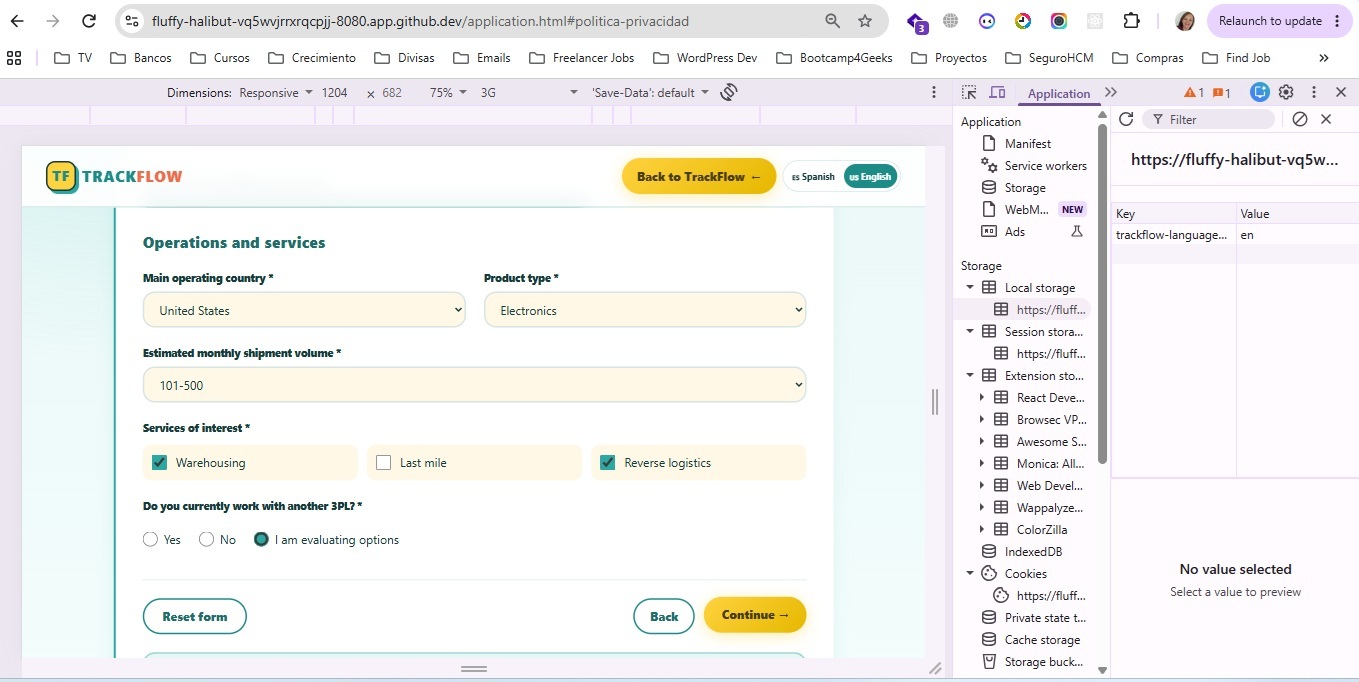 fluffy-halibut-vq5wvjrrxrqcpjj-8080.app.github.dev/application.html#politica-privacidad
3
Relaunch to update
TV
Bancos
Cursos
Crecimiento
Divisas
Emails
Freelancer Jobs
WordPress Dev
Bootcamp4Geeks
Proyectos
SeguroHCM
Compras
Find Job
»
Dimensions: Responsive
1204
×
682
75%
3G
'Save-Data': default
TF
TRACKFLOW
Back to TrackFlow ←
ES Spanish
US English
Operations and services
Main operating country *
Product type *
United States
Electronics
Estimated monthly shipment volume *
101-500
Services of interest *
Warehousing
Last mile
Reverse logistics
Do you currently work with another 3PL? *
Yes
No
I am evaluating options
Reset form
Back
Continue →
Application
»
1
1
Application
Manifest
Service workers
Storage
WebM...
NEW
Ads
Storage
Local storage
https://fluff...
Session stora...
https://fluff...
Extension sto...
React Deve...
Browsec VP...
Awesome S...
Monica: All...
Web Devel...
Wappalyze...
ColorZilla
IndexedDB
Cookies
https://fluff...
Private state t...
Cache storage
Storage buck...
Filter
https://fluffy-halibut-vq5w...
Key
Value
trackflow-language...
en
No value selected
Select a value to preview